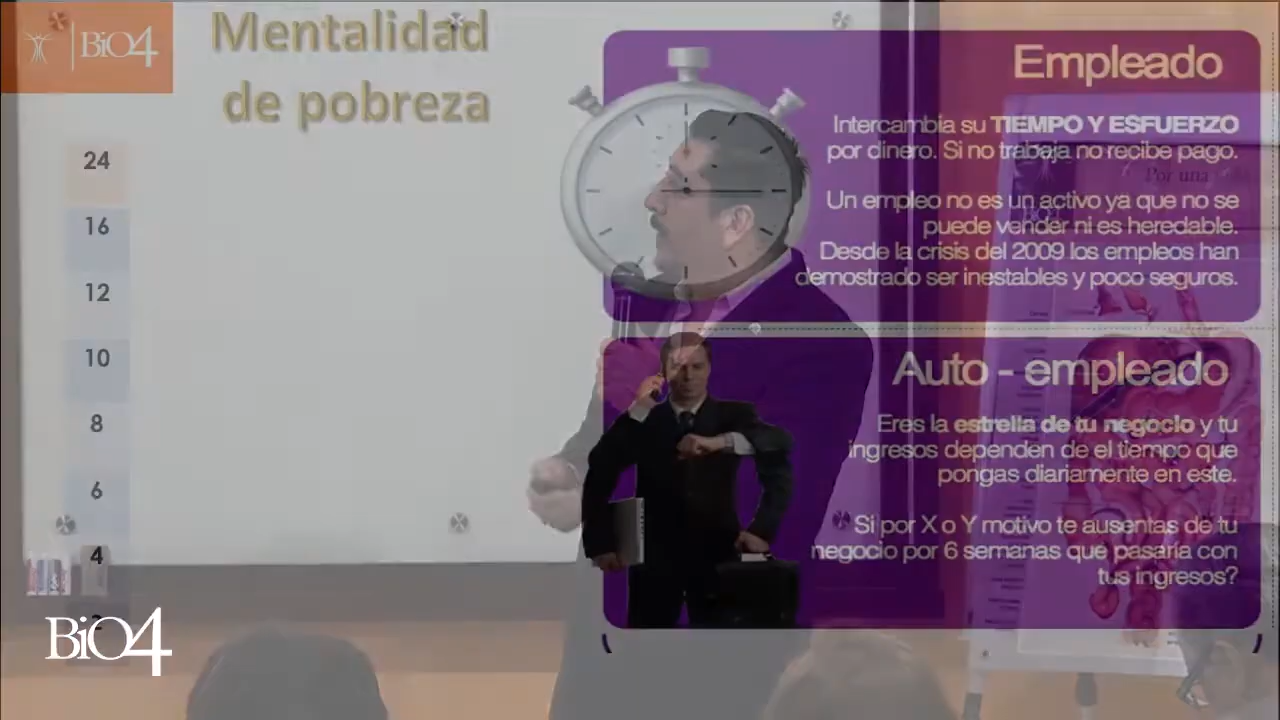 BiO4
Mentalidad
de pobreza
24
16
12
10
8
6
4
2
BiO4
Empleado
Intercambia su TIEMPO Y ESFUERZO
por dinero. Si no trabaja no recibe pago.
Un empleo no es un activo ya que no se
puede vender ni es heredable.
Desde la crisis del 2009 los empleos han
demostrado ser inestables y poco seguros.
Por una
Auto - empleado
Eres la estrella de tu negocio y tu
ingresos dependen de el tiempo que
pongas diariamente en este.
Si por X o Y motivo te ausentas de tu
negocio por 6 semanas que pasaria con
tus ingresos?